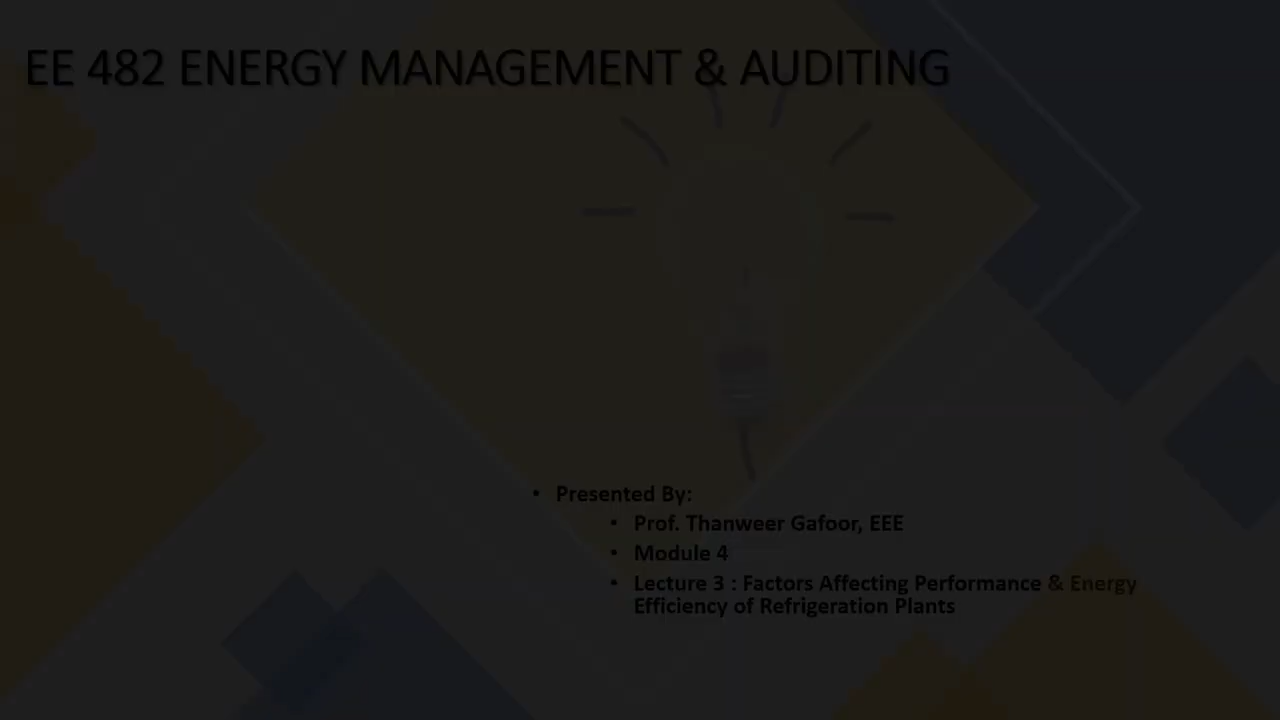 EE 482 ENERGY MANAGEMENT & AUDITING
• Presented By:
• Prof. Thanweer Gafoor, EEE
• Module 4
• Lecture 3 : Factors Affecting Performance & Energy
Efficiency of Refrigeration Plants